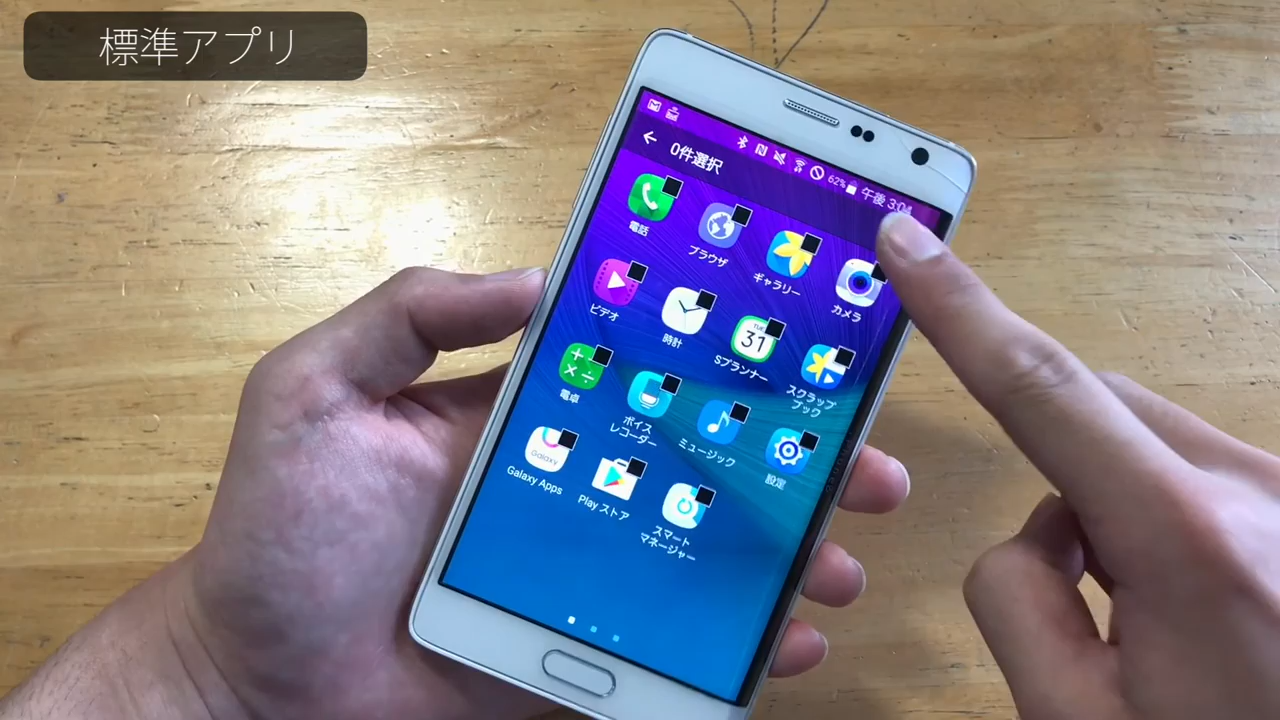 標準アプリ
62% 午後 3:04
0件選択
電話
ブラウザ
ギャラリー
カメラ
ビデオ
時計
TUE
31
Sプランナー
スクラップ
ブック
電卓
ボイス
レコーダー
ミュージック
設定
Galaxy
Galaxy Apps
Play ストア
スマート
マネージャー